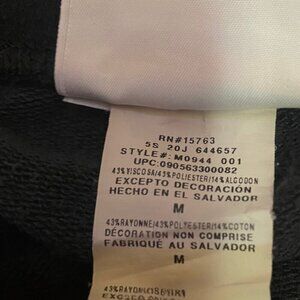 RN#15763
5S 20J 644657
STYLE#: M0944 001
UPC:090563300082
43%VISCOSA/43%POLIESTER/14%ALGODON
EXCEPTO DECORACIÓN
HECHO EN EL SALVADOR
M
43%RAYONNE/43%POLYESTER/14%COTON
DÉCORATION NON COMPRISE
FABRIQUÉ AU SALVADOR
M